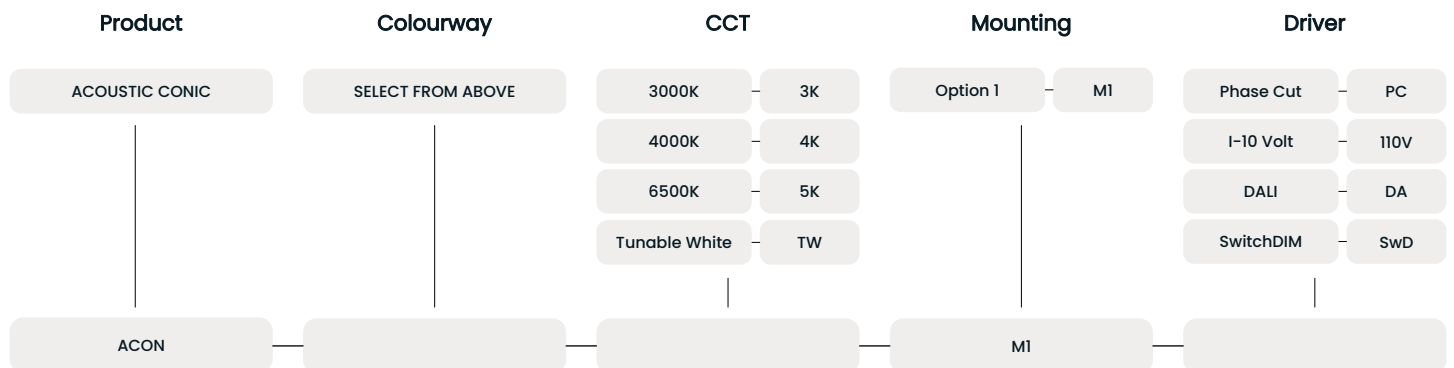 Product Colourway CCT Mounting Driver
ACOUSTIC CONIC SELECT FROM ABOVE 3000K 3K Option 1 M1 Phase Cut PC
4000K 4K I-10 Volt 110V
6500K 5K DALI DA
Tunable White TW SwitchDIM SwD
ACON M1